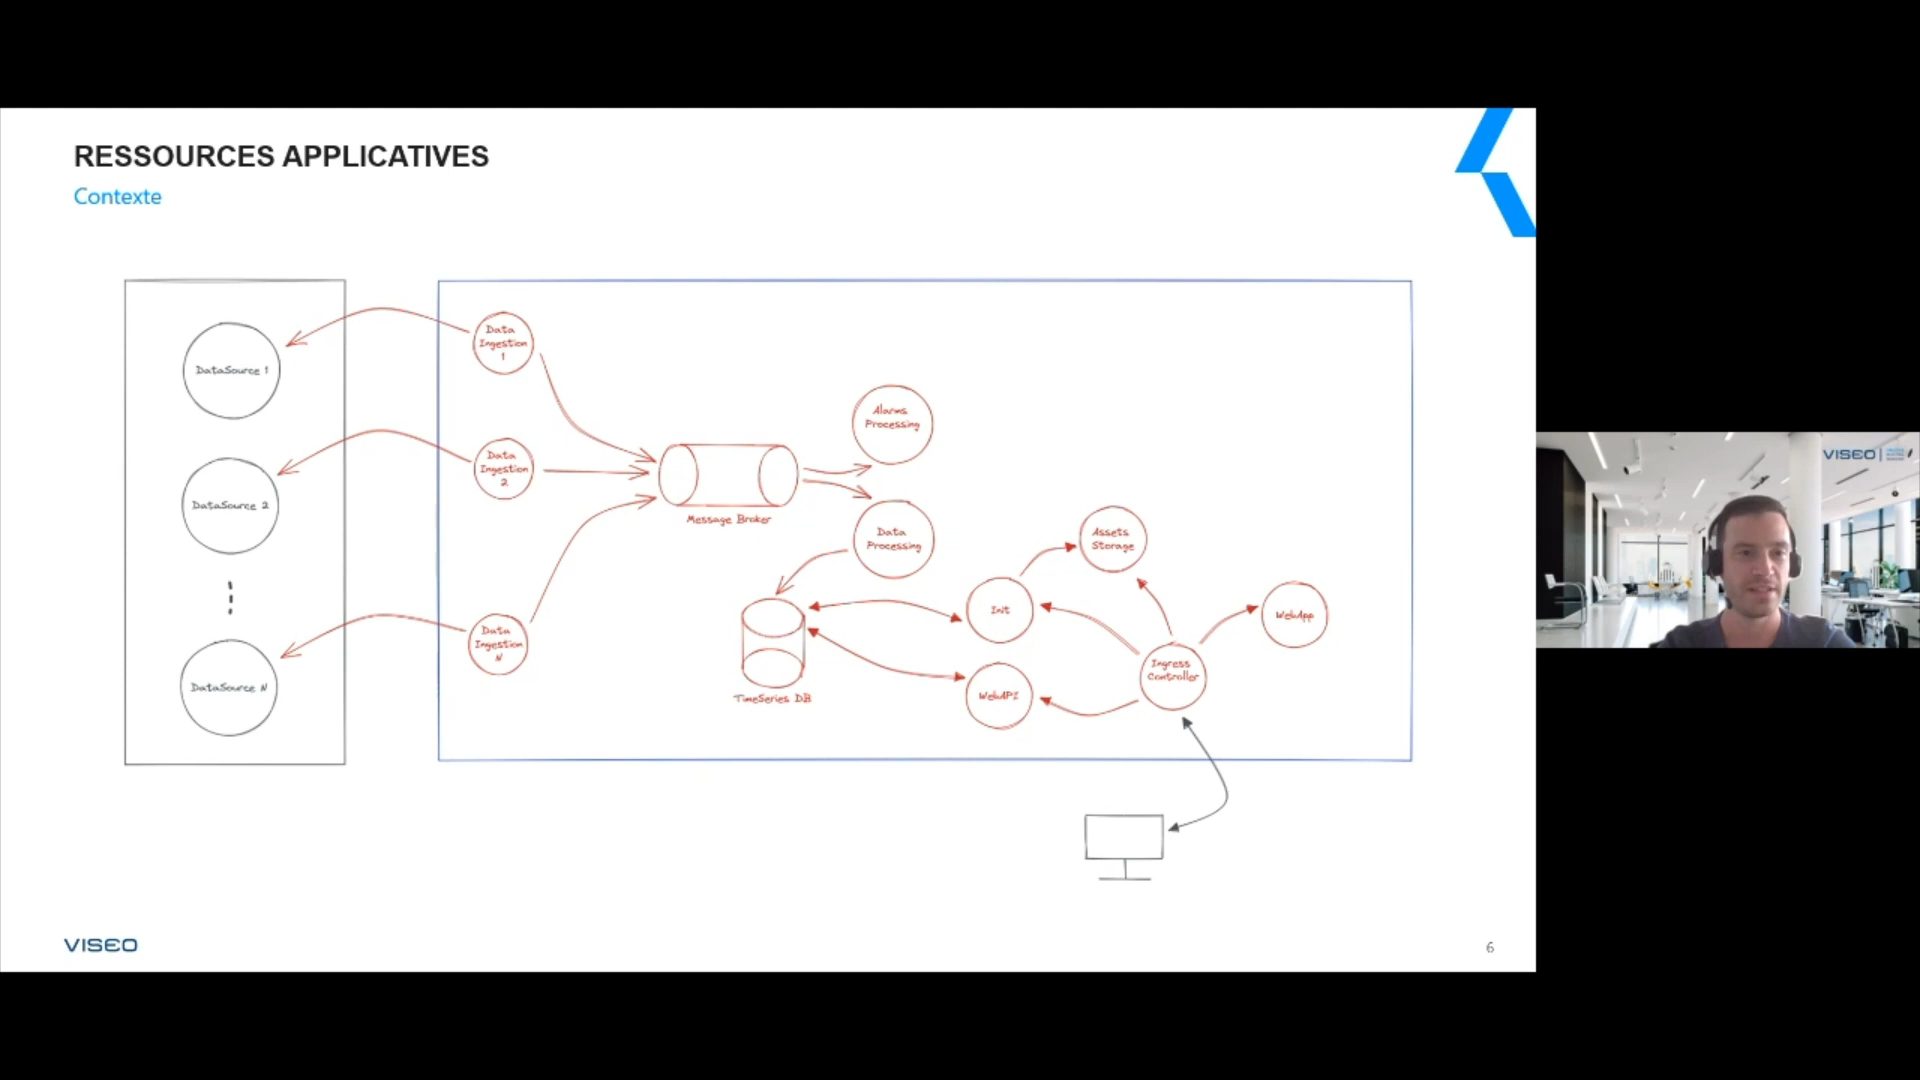 RESSOURCES APPLICATIVES
Contexte
DataSource 1
DataSource 2
DataSource N
Data
Ingestion
1
Data
Ingestion
2
Data
Ingestion
N
Message Broker
Alarms
Processing
Data
Processing
TimeSeries DB
Init
WebAPI
Assets
Storage
Ingress
Controller
WebApp
VISEO
6
VISEO